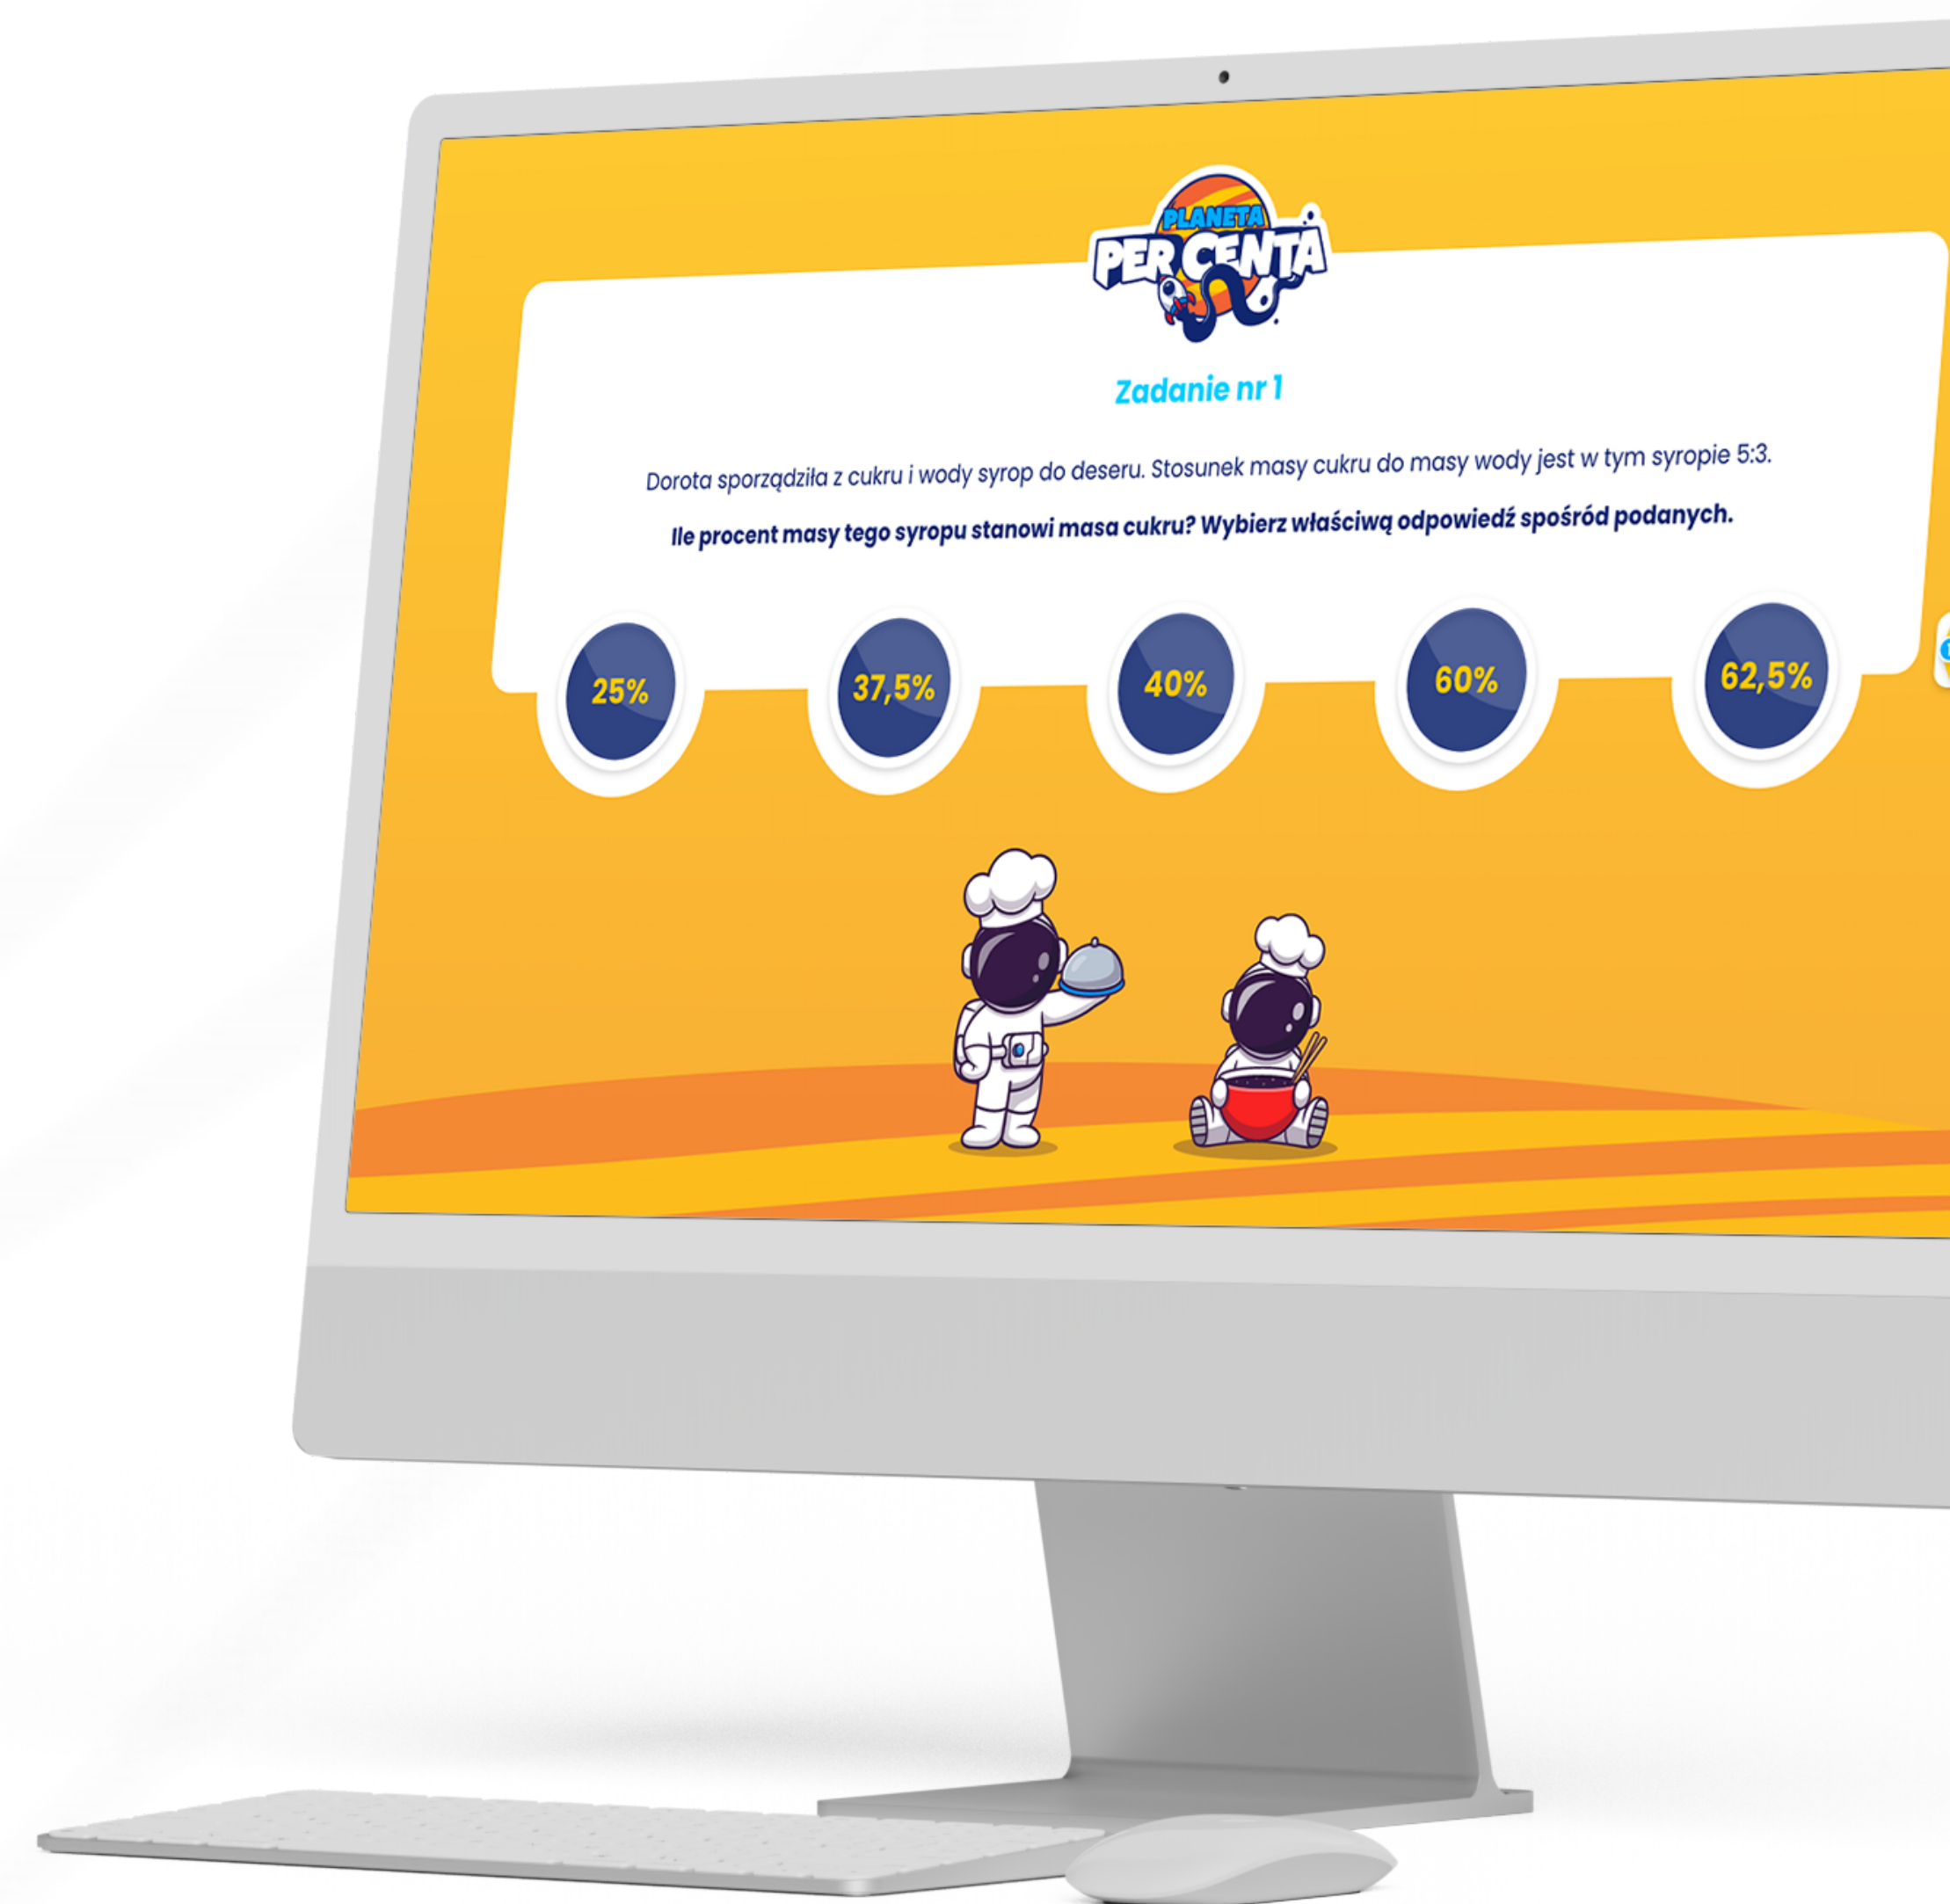 PLANETA
PER CENTA
Zadanie nr 1
Dorota sporządziła z cukru i wody syrop do deseru. Stosunek masy cukru do masy wody jest w tym syropie 5:3.
Ile procent masy tego syropu stanowi masa cukru? Wybierz właściwą odpowiedź spośród podanych.
25% 37,5% 40% 60% 62,5%